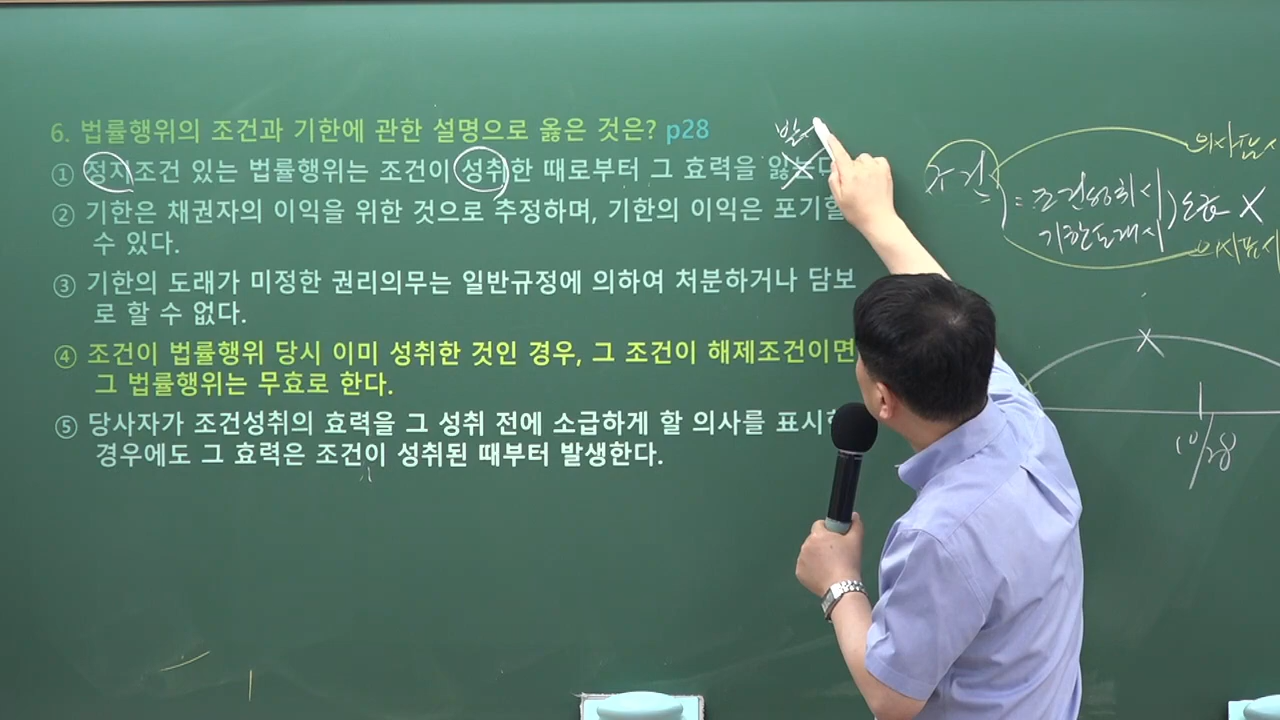 6. 법률행위의 조건과 기한에 관한 설명으로 옳은 것은? p28
① 정지조건 있는 법률행위는 조건이 성취한 때로부터 그 효력을 잃는다
② 기한은 채권자의 이익을 위한 것으로 추정하며, 기한의 이익은 포기할
수 있다.
③ 기한의 도래가 미정한 권리의무는 일반규정에 의하여 처분하거나 담보
로 할 수 없다.
④ 조건이 법률행위 당시 이미 성취한 것인 경우, 그 조건이 해제조건이면
그 법률행위는 무효로 한다.
⑤ 당사자가 조건성취의 효력을 그 성취 전에 소급하게 할 의사를 표시한
경우에도 그 효력은 조건이 성취된 때부터 발생한다.
발
의사표시
조건 = 조건성취시 ) 소급 X
기한도래시
의사표시
X
10/28